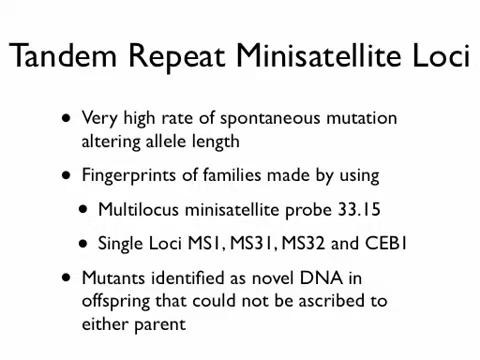 Tandem Repeat Minisatellite Loci
• Very high rate of spontaneous mutation
altering allele length
• Fingerprints of families made by using
• Multilocus minisatellite probe 33.15
• Single Loci MS1, MS31, MS32 and CEB1
• Mutants identified as novel DNA in
offspring that could not be ascribed to
either parent